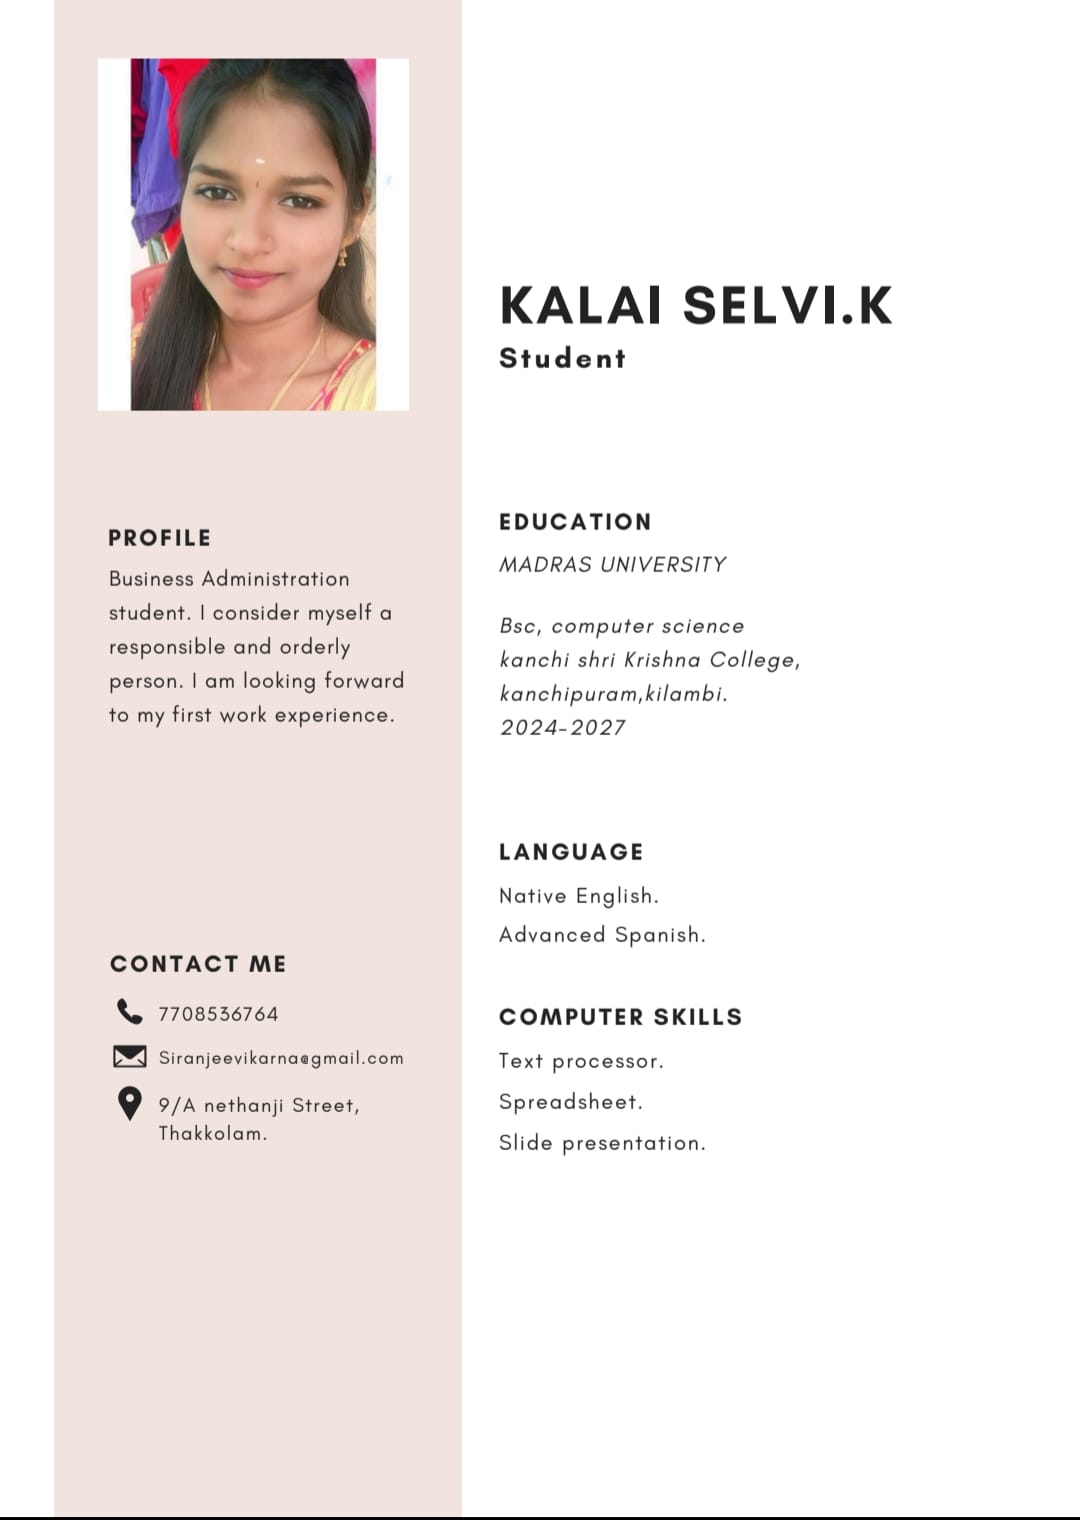 KALAI SELVI.K
Student
PROFILE
Business Administration
student. I consider myself a
responsible and orderly
person. I am looking forward
to my first work experience.
CONTACT ME
7708536764
Siranjeevikarna@gmail.com
9/A nethanji Street,
Thakkolam.
EDUCATION
MADRAS UNIVERSITY
Bsc, computer science
kanchi shri Krishna College,
kanchipuram,kilambi.
2024-2027
LANGUAGE
Native English.
Advanced Spanish.
COMPUTER SKILLS
Text processor.
Spreadsheet.
Slide presentation.